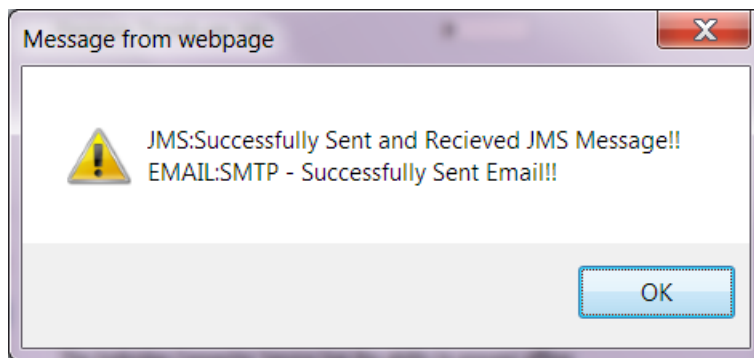 Message from webpage
X
JMS:Successfully Sent and Recieved JMS Message!!
EMAIL:SMTP - Successfully Sent Email!!
OK